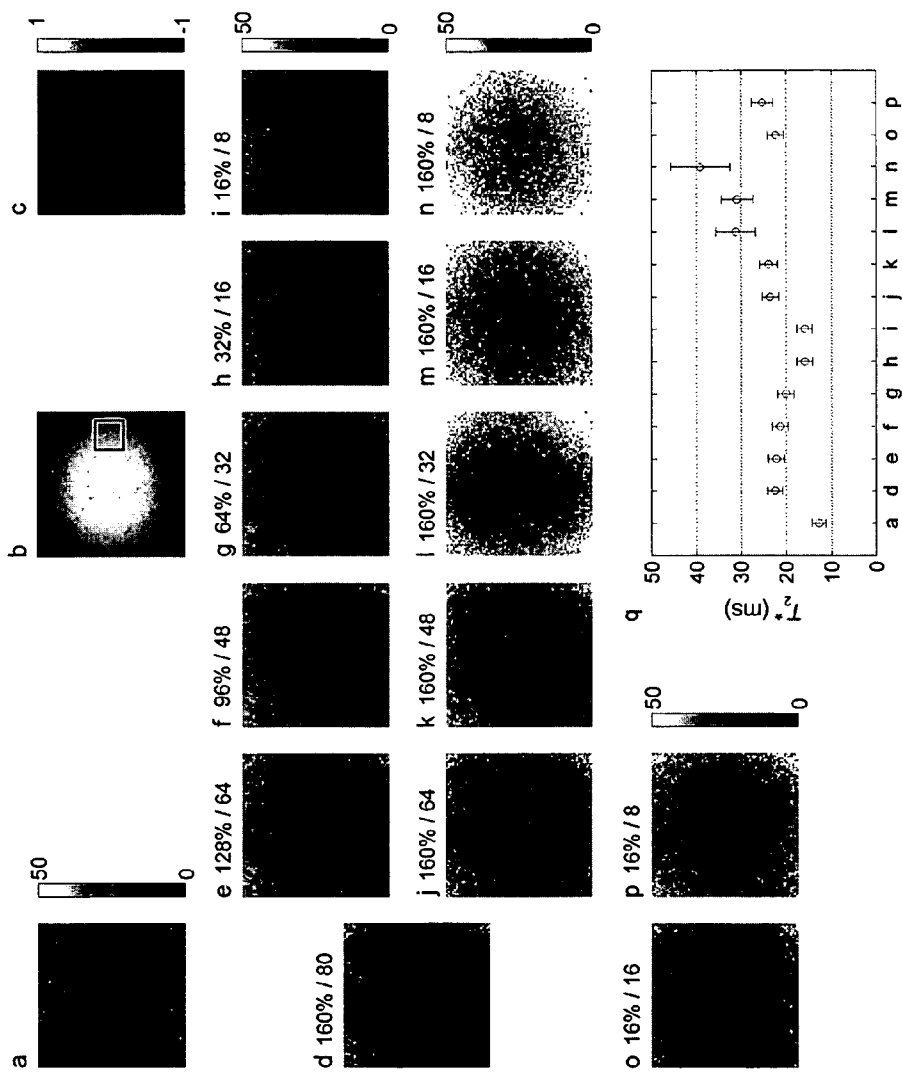 a
50
0
b
c
1
-1
d 160% / 80
e 128% / 64
f 96% / 48
g 64% / 32
h 32% / 16
i 16% / 8
50
0
j 160% / 64
k 160% / 48
l 160% / 32
m 160% / 16
n 160% / 8
50
0
o 16% / 16
p 16% / 8
50
0
q
50
40
30
20
10
0
T₂* (ms)
a d e f g h i j k l m n o p